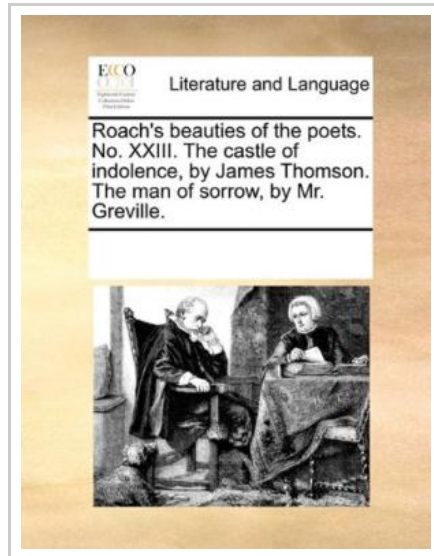 ECCO
Literature and Language
Roach's beauties of the poets.
No. XXIII. The castle of
indolence, by James Thomson.
The man of sorrow, by Mr.
Greville.